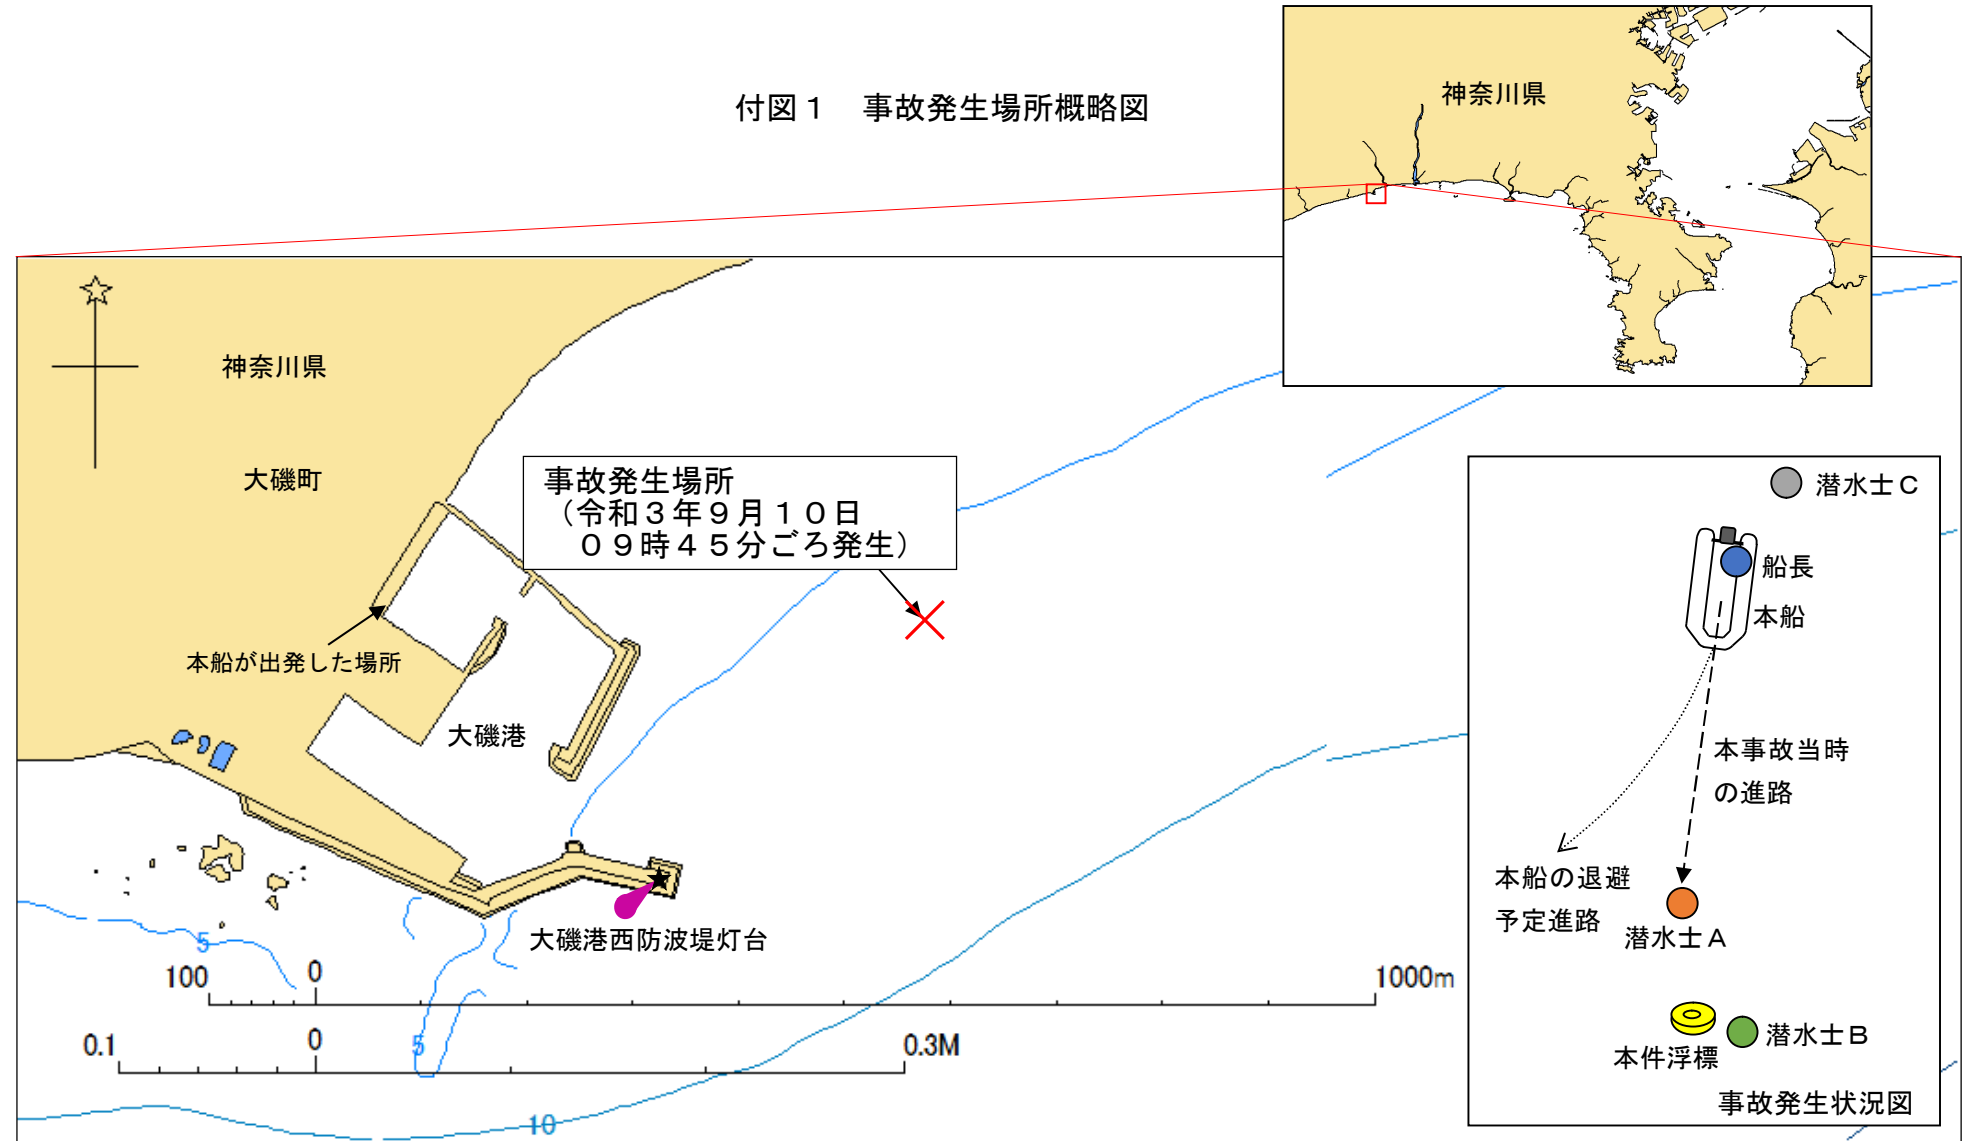 付図１　事故発生場所概略図
神奈川県
神奈川県
大磯町
事故発生場所
（令和３年９月１０日
０９時４５分ごろ発生）
本船が出発した場所
大磯港
大磯港西防波堤灯台
5
100
0
1000m
0.1
0
5
0.3M
10
潜水士Ｃ
船長
本船
本事故当時
の進路
本船の退避
予定進路
潜水士Ａ
潜水士Ｂ
本件浮標
事故発生状況図